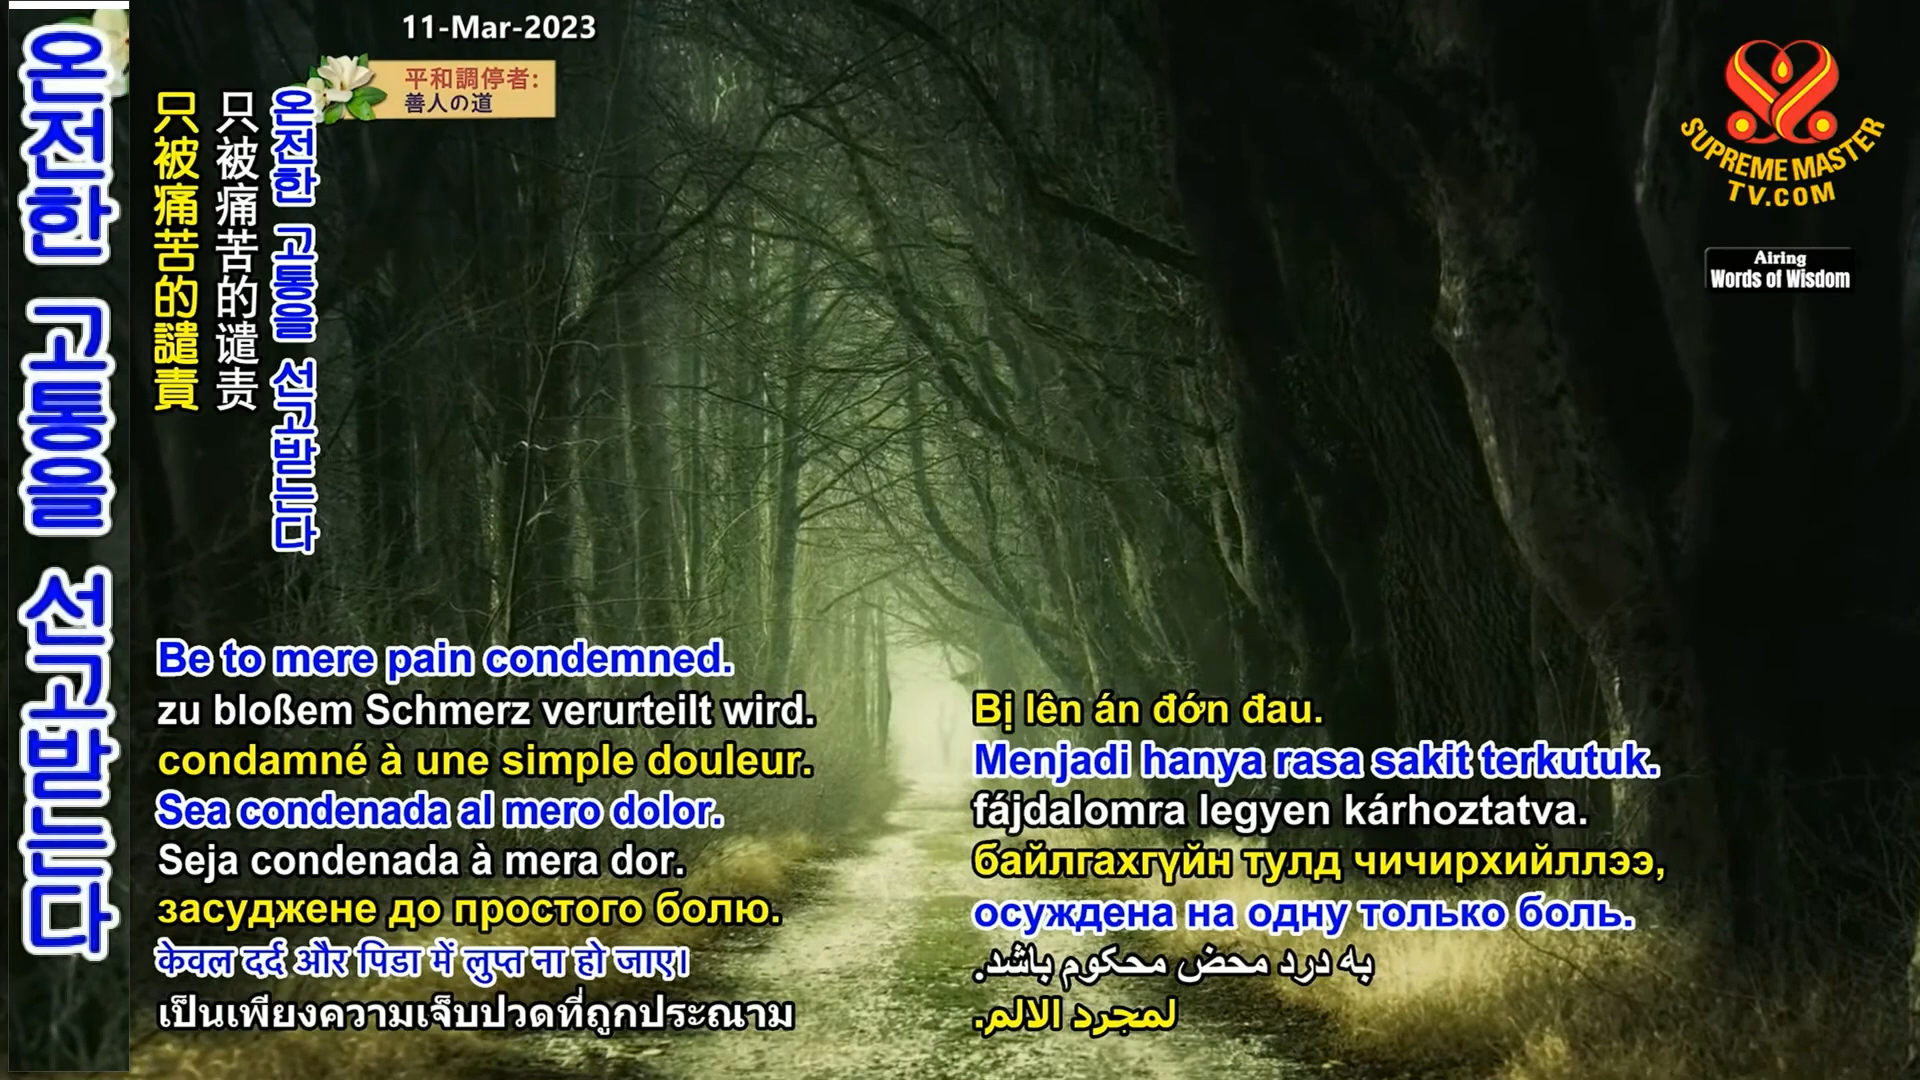 11-Mar-2023
平和調停者:
善人の道
온전한 고통을 선고받는다
只被痛苦的譴責
只被痛苦的谴责
온전한 고통을 선고받는다
SUPREME MASTER
TV.COM
Airing
Words of Wisdom
Be to mere pain condemned.
zu bloßem Schmerz verurteilt wird.
condamné à une simple douleur.
Sea condenada al mero dolor.
Seja condenada à mera dor.
засуджене до простого болю.
केवल दर्द और पिडा में लुप्त ना हो जाए।
เป็นเพียงความเจ็บปวดที่ถูกประณาม
Bị lên án đớn đau.
Menjadi hanya rasa sakit terkutuk.
fájdalomra legyen kárhoztatva.
байлгахгүйн тулд чичирхийллээ,
осуждена на одну только боль.
به درد محض محکوم باشد.
لمجرد الالم.